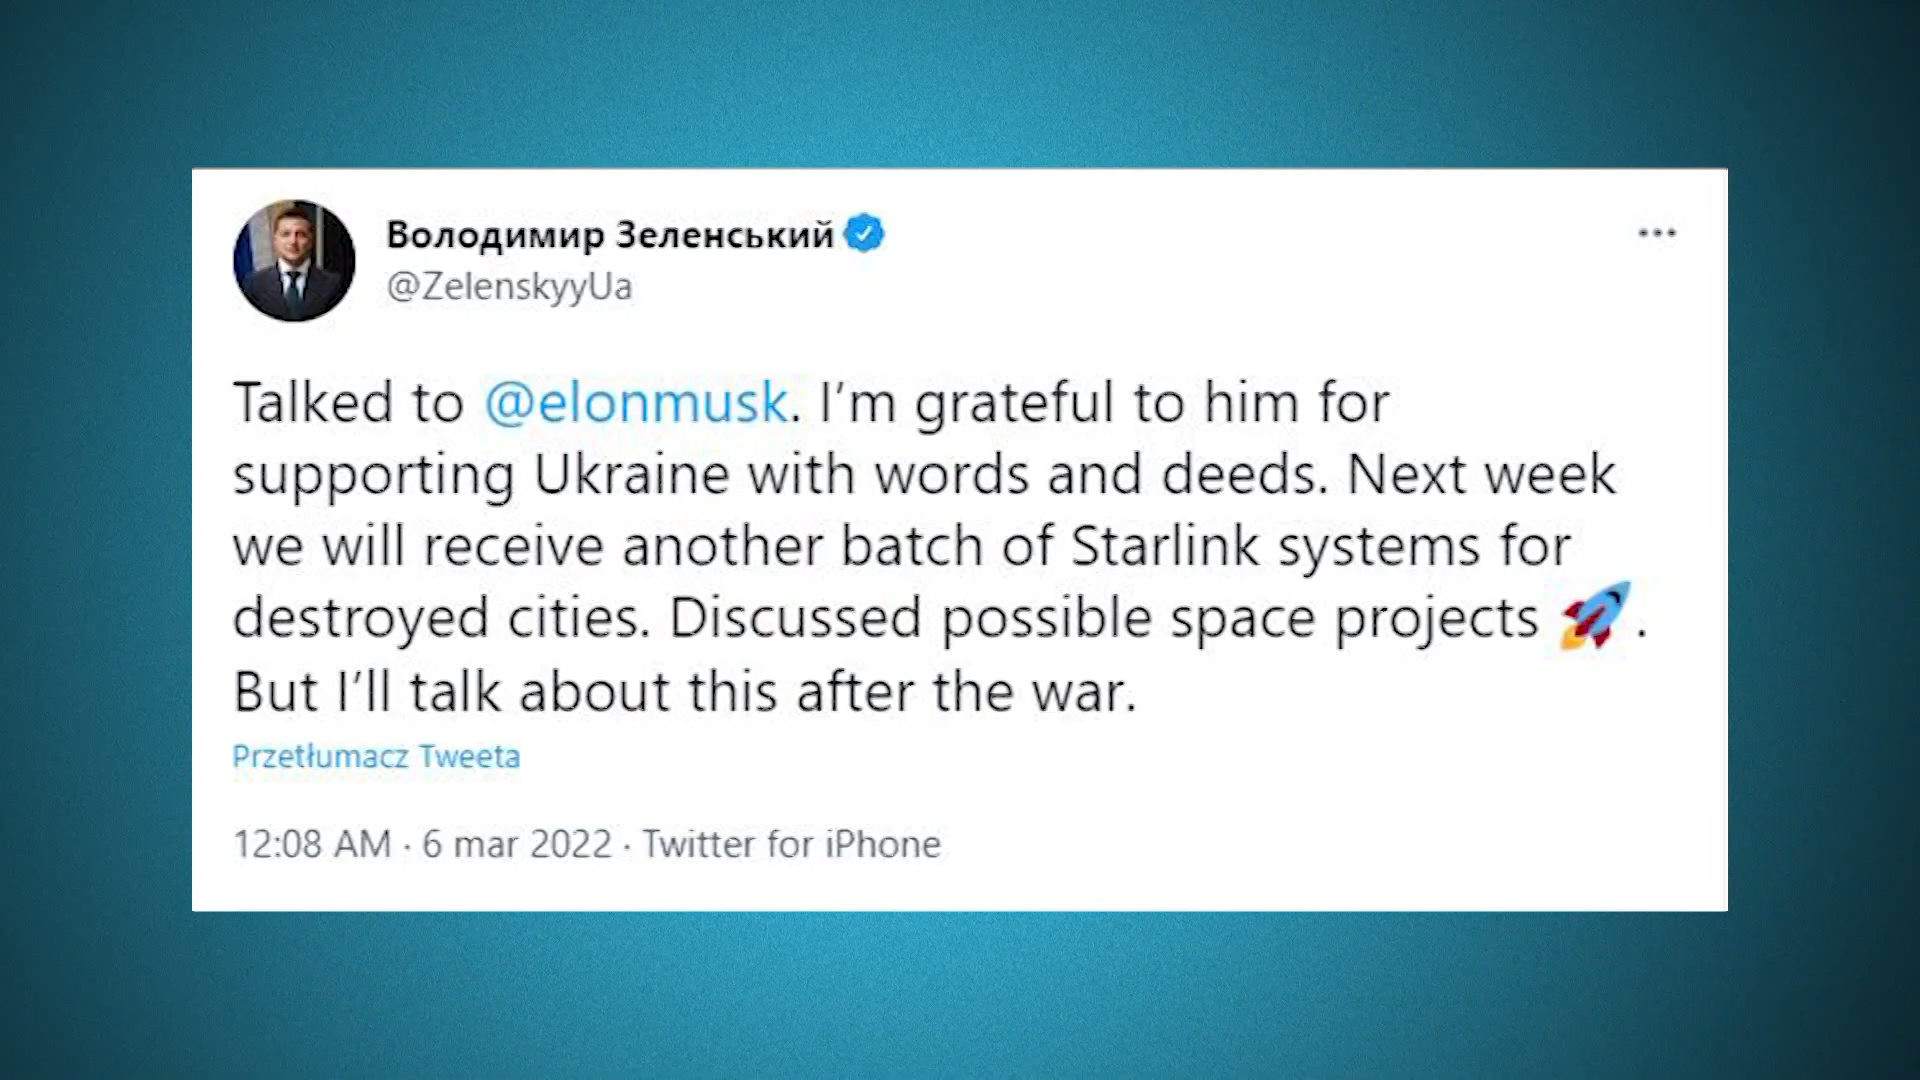 Володимир Зеленський
@ZelenskyyUa
Talked to @elonmusk. I’m grateful to him for
supporting Ukraine with words and deeds. Next week
we will receive another batch of Starlink systems for
destroyed cities. Discussed possible space projects 🚀.
But I’ll talk about this after the war.
Przetłumacz Tweeta
12:08 AM · 6 mar 2022 · Twitter for iPhone